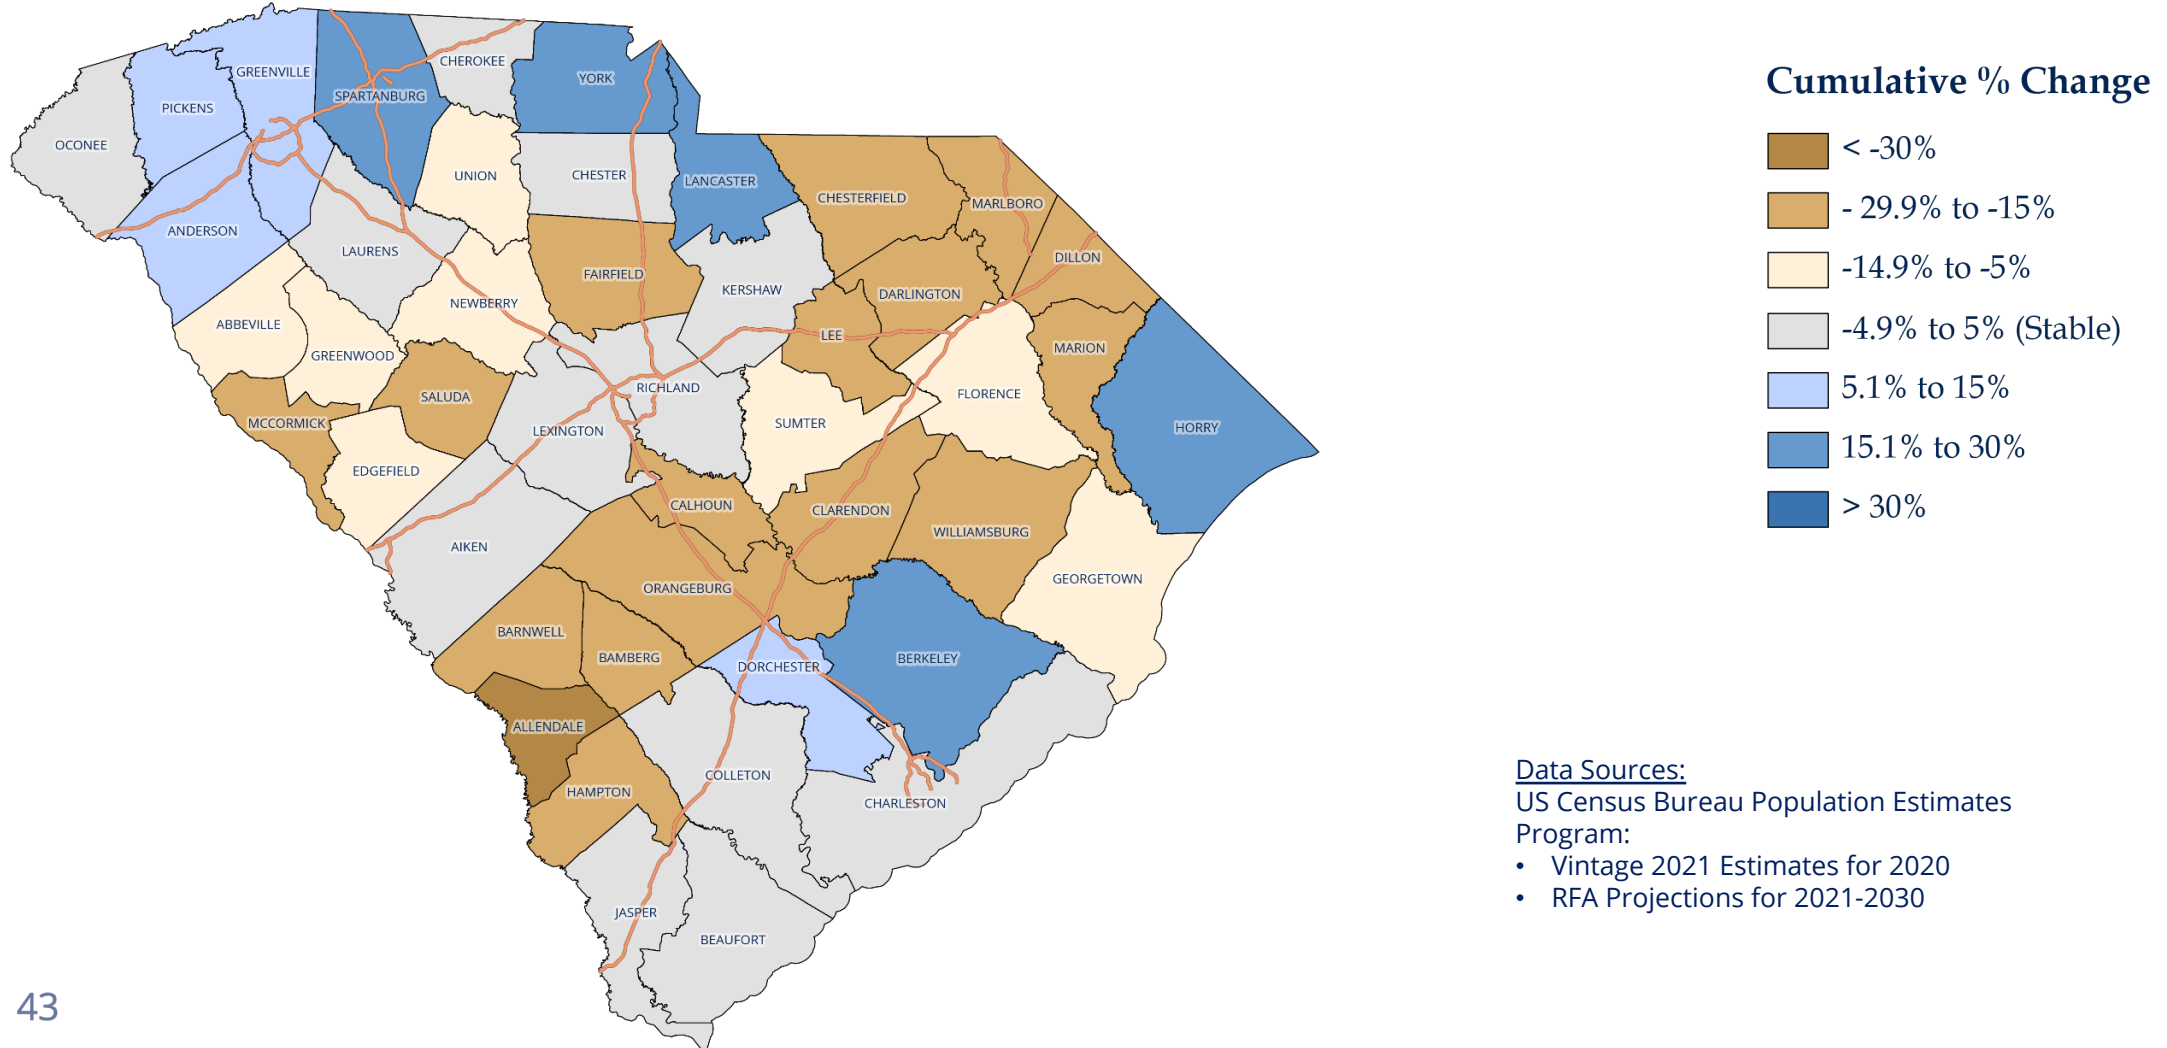 GREENVILLE
CHEROKEE
YORK
SPARTANBURG
PICKENS
OCONEE
UNION
CHESTER
LANCASTER
CHESTERFIELD
MARLBORO
ANDERSON
LAURENS
DILLON
FAIRFIELD
KERSHAW
DARLINGTON
NEWBERRY
ABBEVILLE
LEE
GREENWOOD
MARION
RICHLAND
SALUDA
FLORENCE
MCCORMICK
SUMTER
LEXINGTON
HORRY
EDGEFIELD
CALHOUN
CLARENDON
WILLIAMSBURG
AIKEN
GEORGETOWN
ORANGEBURG
BARNWELL
BAMBERG
DORCHESTER
BERKELEY
ALLENDALE
COLLETON
HAMPTON
CHARLESTON
JASPER
BEAUFORT
Cumulative % Change
< -30%
- 29.9% to -15%
-14.9% to -5%
-4.9% to 5% (Stable)
5.1% to 15%
15.1% to 30%
> 30%
Data Sources:
US Census Bureau Population Estimates
Program:
• Vintage 2021 Estimates for 2020
• RFA Projections for 2021-2030
43